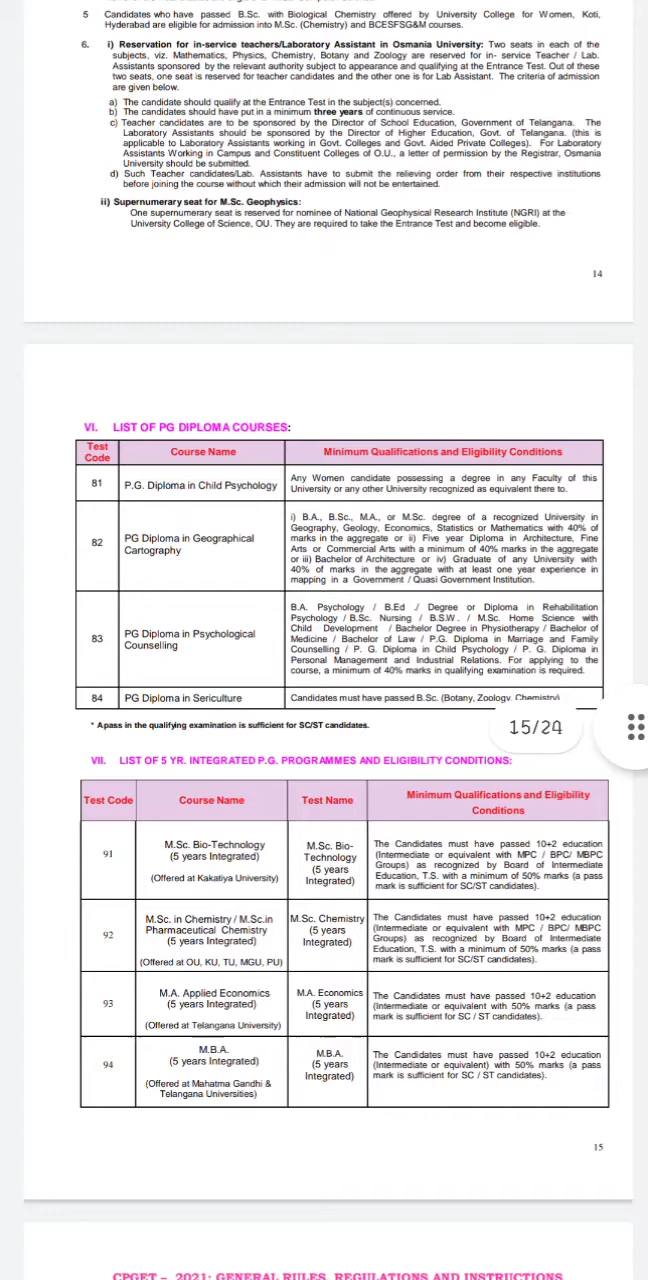 5 Candidates who have passed B.Sc. with Biological Chemistry offered by University College for Women, Koti,
Hyderabad are eligible for admission into M.Sc. (Chemistry) and BCESFSG&M courses.
6. i) Reservation for in-service teachers/Laboratory Assistant in Osmania University: Two seats in each of the
subjects, viz. Mathematics, Physics, Chemistry, Botany and Zoology are reserved for in- service Teacher / Lab.
Assistants sponsored by the relevant authority subject to appearance and qualifying at the Entrance Test. Out of these
two seats, one seat is reserved for teacher candidates and the other one is for Lab Assistant. The criteria of admission
are given below.
a) The candidate should qualify at the Entrance Test in the subject(s) concerned.
b) The candidates should have put in a minimum three years of continuous service.
c) Teacher candidates are to be sponsored by the Director of School Education, Government of Telangana. The
Laboratory Assistants should be sponsored by the Director of Higher Education, Govt. of Telangana. (this is
applicable to Laboratory Assistants working in Govt. Colleges and Govt. Aided Private Colleges). For Laboratory
Assistants Working in Campus and Constituent Colleges of O.U., a letter of permission by the Registrar, Osmania
University should be submitted.
d) Such Teacher candidates/Lab. Assistants have to submit the relieving order from their respective institutions
before joining the course without which their admission will not be entertained.
ii) Supernumerary seat for M.Sc. Geophysics:
One supernumerary seat is reserved for nominee of National Geophysical Research Institute (NGRI) at the
University College of Science, OU. They are required to take the Entrance Test and become eligible.
14
VI. LIST OF PG DIPLOMA COURSES:
Test
Code
Course Name
Minimum Qualifications and Eligibility Conditions
81
P.G. Diploma in Child Psychology
Any Women candidate possessing a degree in any Faculty of this
University or any other University recognized as equivalent there to.
82
PG Diploma in Geographical
Cartography
i) B.A., B.Sc., M.A., or M.Sc. degree of a recognized University in
Geography, Geology, Economics, Statistics or Mathematics with 40% of
marks in the aggregate or ii) Five year Diploma in Architecture, Fine
Arts or Commercial Arts with a minimum of 40% marks in the aggregate
or iii) Bachelor of Architecture or iv) Graduate of any University with
40% of marks in the aggregate with at least one year experience in
mapping in a Government / Quasi Government Institution.
83
PG Diploma in Psychological
Counselling
B.A. Psychology / B.Ed ./ Degree or Diploma in Rehabilitation
Psychology / B.Sc. Nursing / B.S.W. / M.Sc. Home Science with
Child Development / Bachelor Degree in Physiotherapy / Bachelor of
Medicine / Bachelor of Law / P.G. Diploma in Marriage and Family
Counselling / P. G. Diploma in Child Psychology / P. G. Diploma in
Personal Management and Industrial Relations. For applying to the
course, a minimum of 40% marks in qualifying examination is required.
84
PG Diploma in Sericulture
Candidates must have passed B.Sc. (Botany, Zoology, Chemistry)
* A pass in the qualifying examination is sufficient for SC/ST candidates.
15/24
VII. LIST OF 5 YR. INTEGRATED P.G. PROGRAMMES AND ELIGIBILITY CONDITIONS:
Test Code
Course Name
Test Name
Minimum Qualifications and Eligibility
Conditions
91
M.Sc. Bio-Technology
(5 years Integrated)
(Offered at Kakatiya University)
M.Sc. Bio-
Technology
(5 years
Integrated)
The Candidates must have passed 10+2 education
(Intermediate or equivalent with MPC / BPC/ MBPC
Groups) as recognized by Board of Intermediate
Education, T.S. with a minimum of 50% marks (a pass
mark is sufficient for SC/ST candidates).
92
M.Sc. in Chemistry / M.Sc.in
Pharmaceutical Chemistry
(5 years Integrated)
(Offered at OU, KU, TU, MGU, PU)
M.Sc. Chemistry
(5 years
Integrated)
The Candidates must have passed 10+2 education
(Intermediate or equivalent with MPC / BPC/ MBPC
Groups) as recognized by Board of Intermediate
Education, T.S. with a minimum of 50% marks (a pass
mark is sufficient for SC/ST candidates).
93
M.A. Applied Economics
(5 years Integrated)
(Offered at Telangana University)
M.A. Economics
(5 years
Integrated)
The Candidates must have passed 10+2 education
(Intermediate or equivalent with 50% marks (a pass
mark is sufficient for SC / ST candidates).
94
M.B.A.
(5 years Integrated)
(Offered at Mahatma Gandhi &
Telangana Universities)
M.B.A.
(5 years
Integrated)
The Candidates must have passed 10+2 education
(Intermediate or equivalent) with 50% marks (a pass
mark is sufficient for SC / ST candidates).
15
CPGET – 2021: GENERAL RULES, REGULATIONS AND INSTRUCTIONS